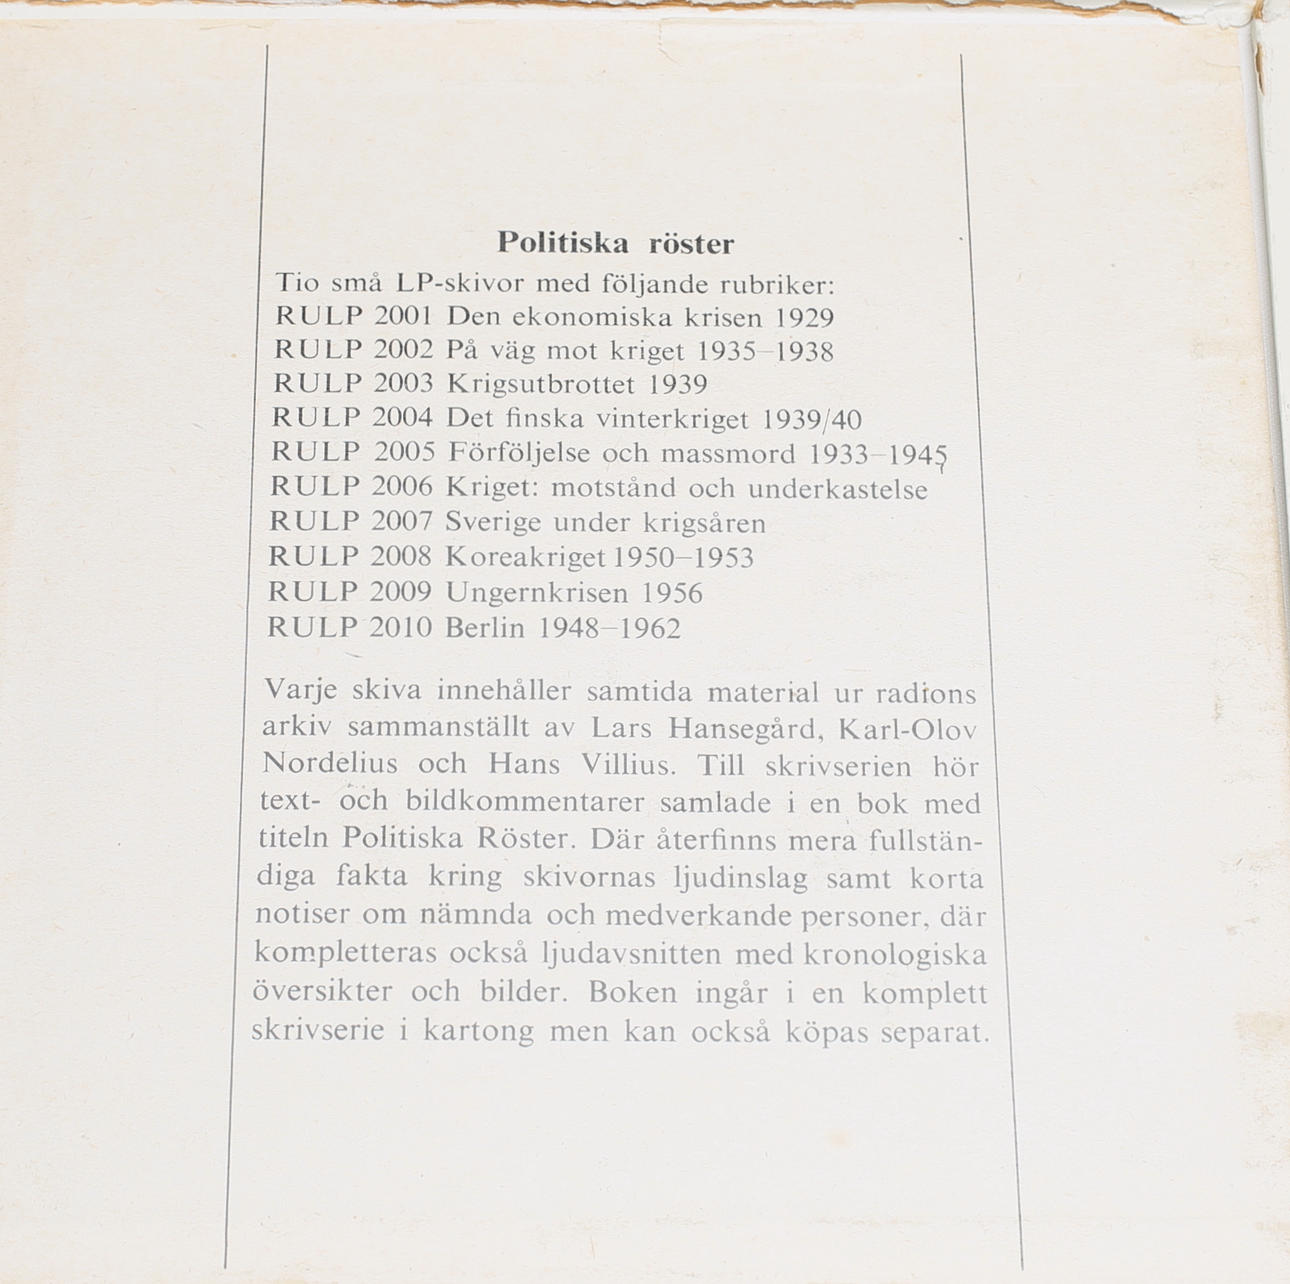 Politiska röster
Tio små LP-skivor med följande rubriker:
RULP 2001 Den ekonomiska krisen 1929
RULP 2002 På väg mot kriget 1935–1938
RULP 2003 Krigsutbrottet 1939
RULP 2004 Det finska vinterkriget 1939/40
RULP 2005 Förföljelse och massmord 1933–1945
RULP 2006 Kriget: motstånd och underkastelse
RULP 2007 Sverige under krigsåren
RULP 2008 Koreakriget 1950–1953
RULP 2009 Ungernkrisen 1956
RULP 2010 Berlin 1948–1962
Varje skiva innehåller samtida material ur radions
arkiv sammanställt av Lars Hansegård, Karl-Olov
Nordelius och Hans Villius. Till skrivserien hör
text- och bildkommentarer samlade i en bok med
titeln Politiska Röster. Där återfinns mera fullstän-
diga fakta kring skivornas ljudinslag samt korta
notiser om nämnda och medverkande personer, där
kompletteras också ljudavsnitten med kronologiska
översikter och bilder. Boken ingår i en komplett
skrivserie i kartong men kan också köpas separat.